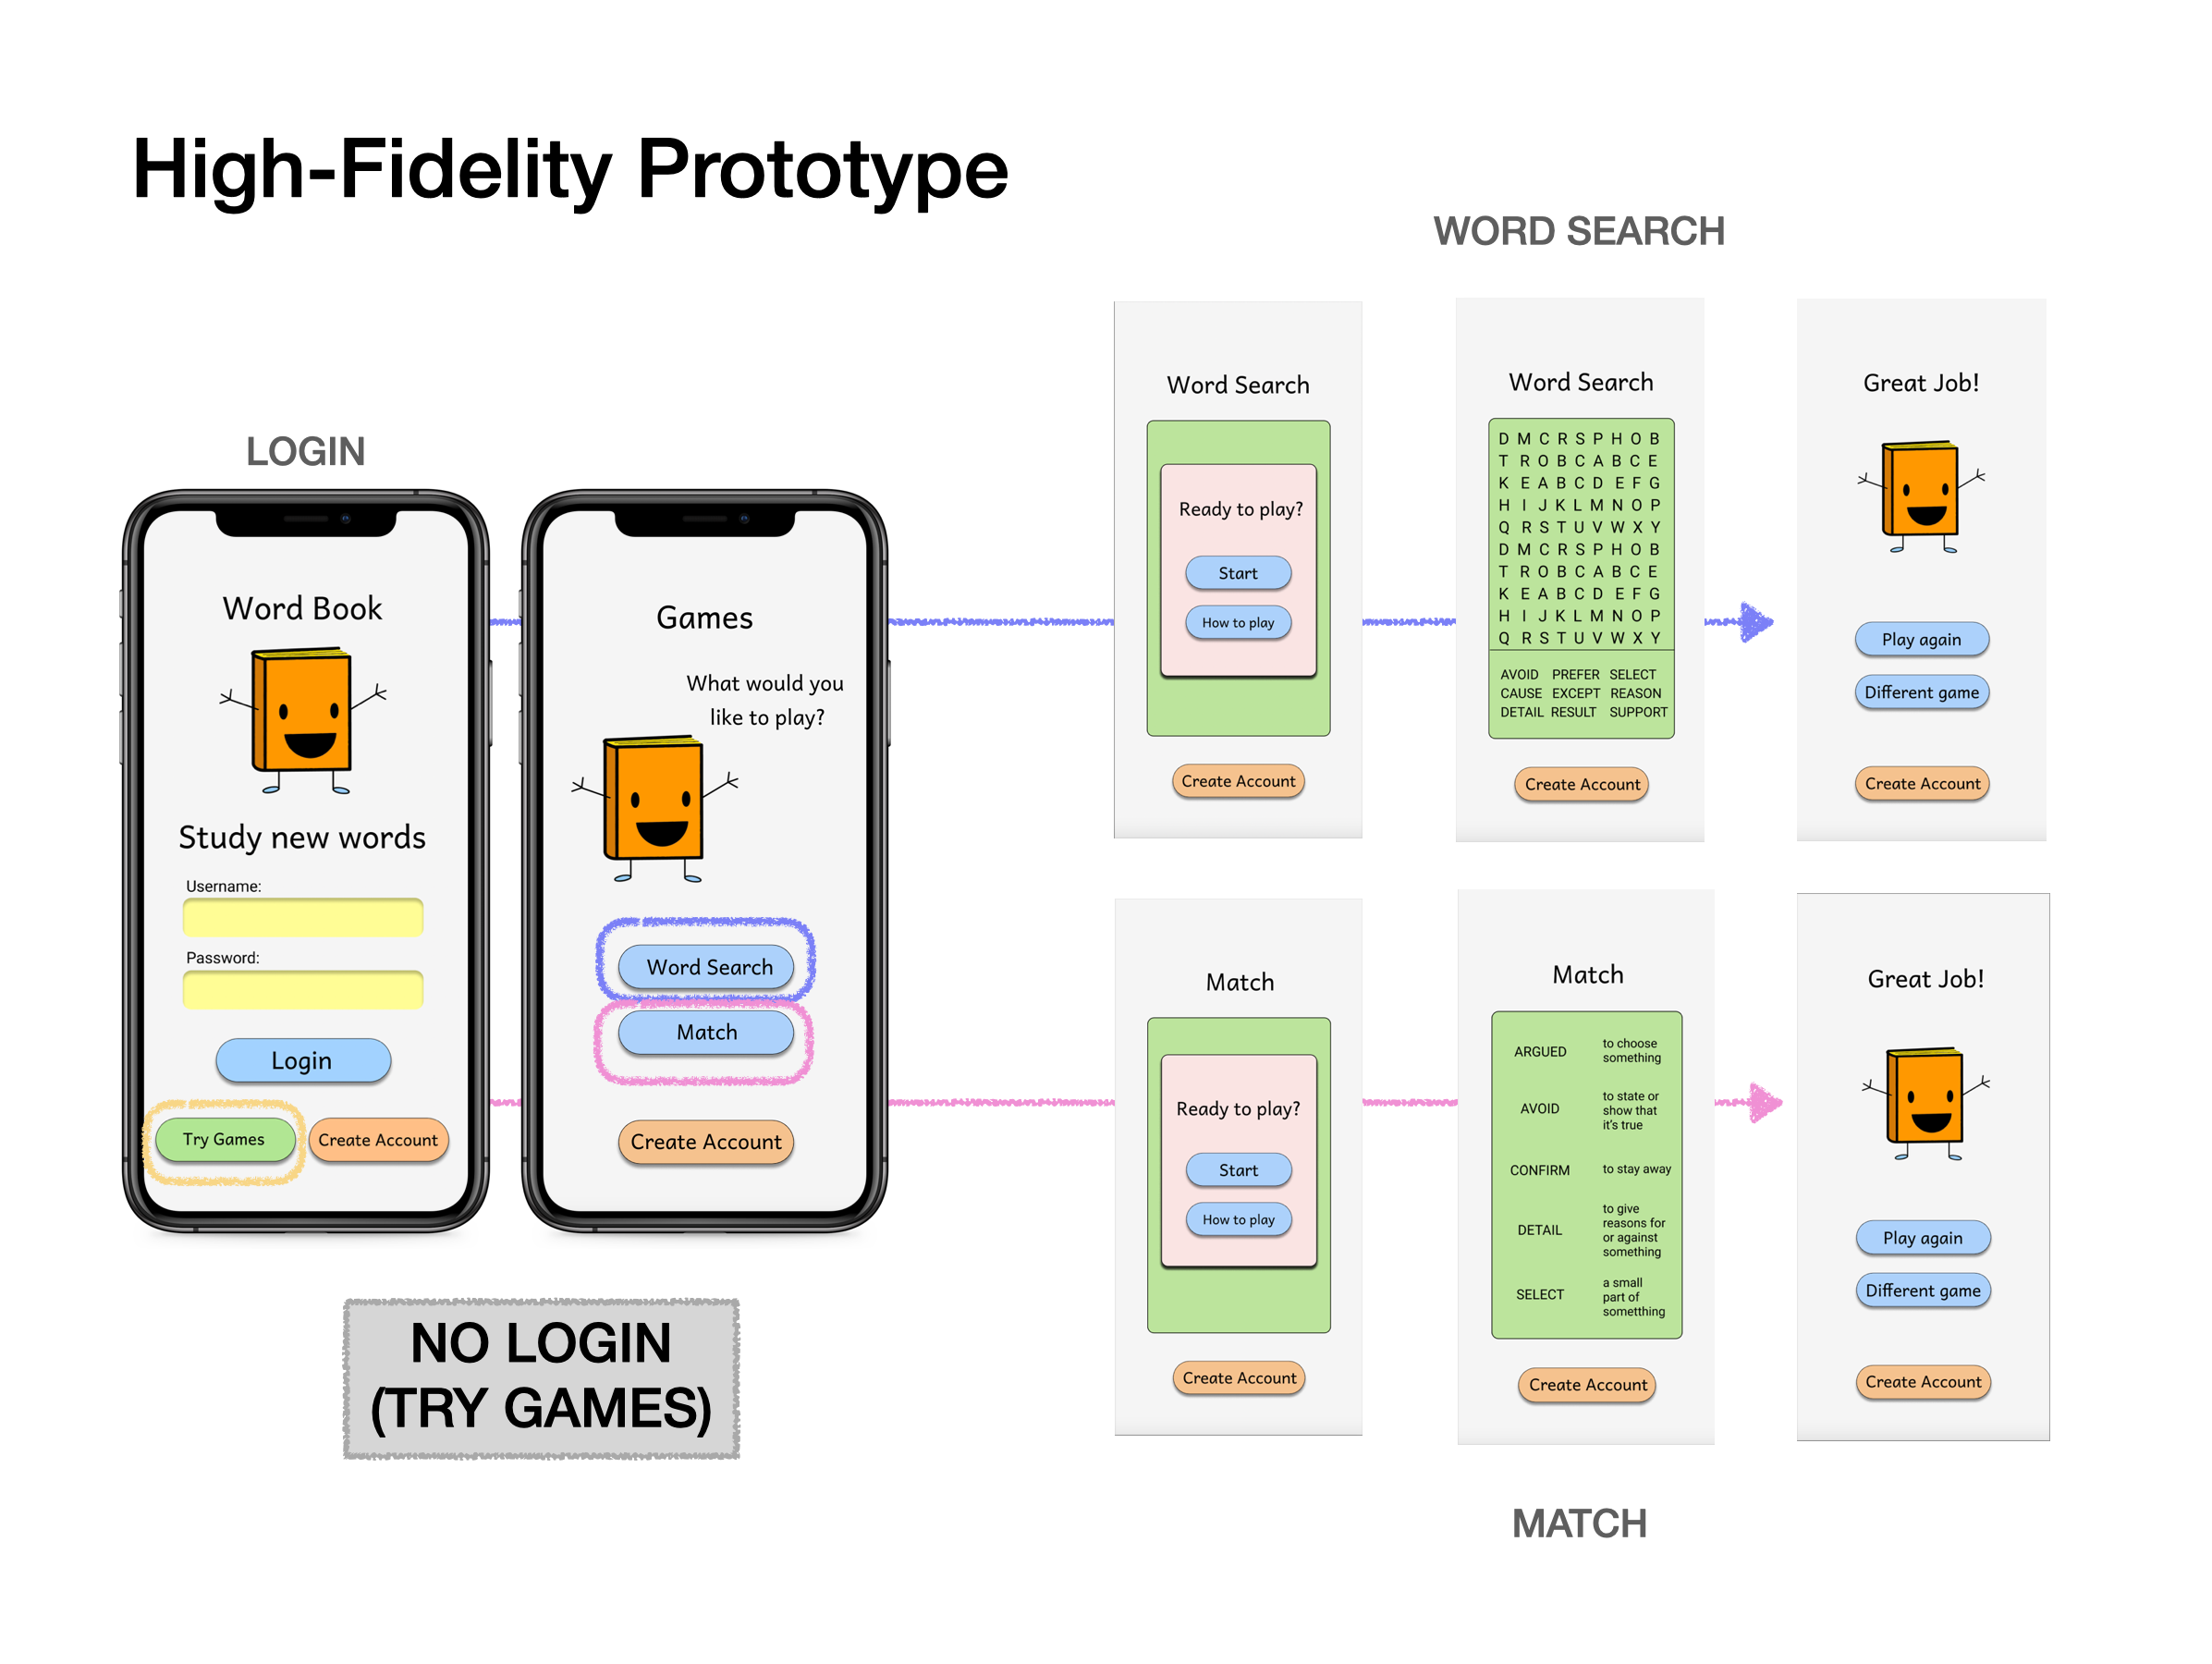 High-Fidelity Prototype
LOGIN
Word Book
Study new words
Username:
Password:
Login
Try Games
Create Account
Games
What would you
like to play?
Word Search
Match
Create Account
NO LOGIN
(TRY GAMES)
WORD SEARCH
Word Search
Ready to play?
Start
How to play
Create Account
Word Search
D M C R S P H O B
T R O B C A B C E
K E A B C D E F G
H I J K L M N O P
Q R S T U V W X Y
D M C R S P H O B
T R O B C A B C E
K E A B C D E F G
H I J K L M N O P
Q R S T U V W X Y
AVOID PREFER SELECT
CAUSE EXCEPT REASON
DETAIL RESULT SUPPORT
Create Account
Great Job!
Play again
Different game
Create Account
Match
Ready to play?
Start
How to play
Create Account
Match
ARGUED
to choose
something
AVOID
to state or
show that
it's true
CONFIRM
to stay away
DETAIL
to give
reasons for
or against
something
SELECT
a small
part of
sometthing
Create Account
Great Job!
Play again
Different game
Create Account
MATCH